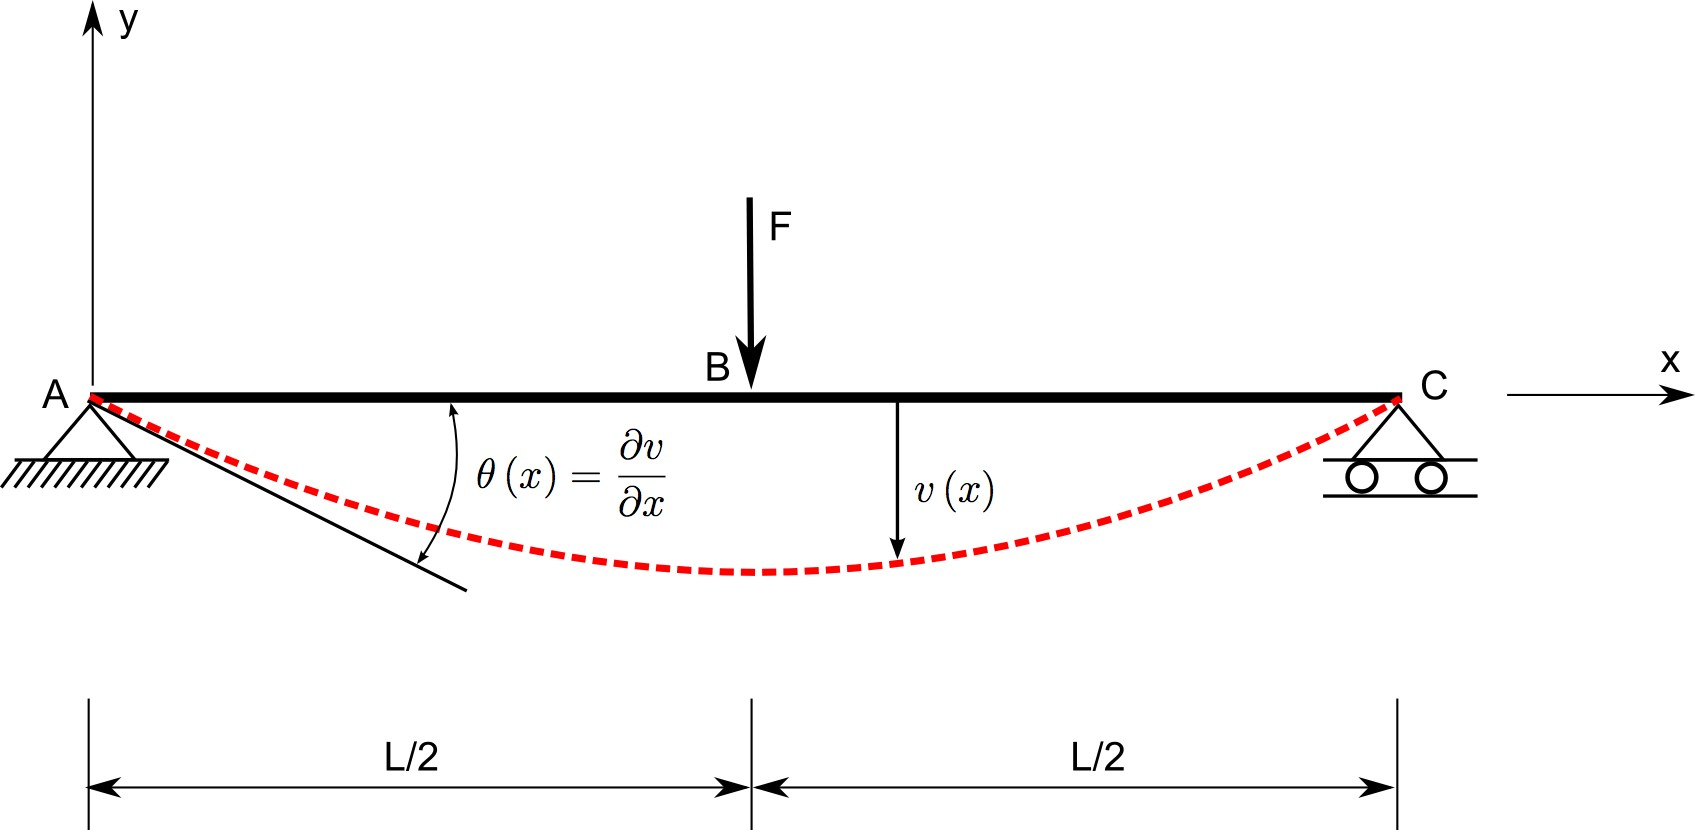 y
F
B
x
A
C
θ (x) = ∂v/∂x
v (x)
L/2
L/2